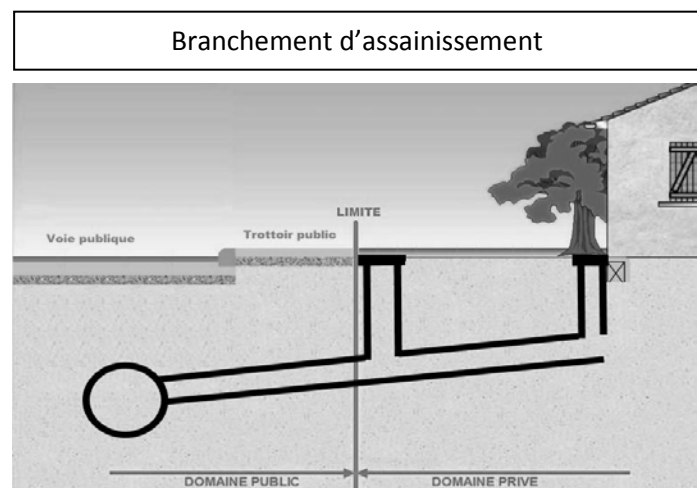 Branchement d'assainissement
LIMITE
Voie publique
Trottoir public
DOMAINE PUBLIC
DOMAINE PRIVE